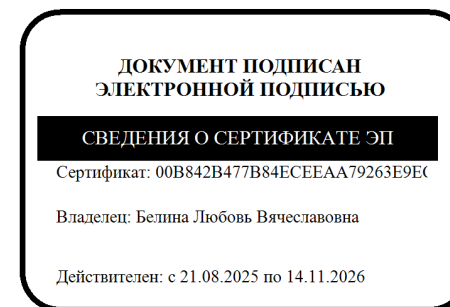 ДОКУМЕНТ ПОДПИСАН
ЭЛЕКТРОННОЙ ПОДПИСЬЮ
СВЕДЕНИЯ О СЕРТИФИКАТЕ ЭП
Сертификат: 00B842B477B84ECEEAA79263E9E
Владелец: Белина Любовь Вячеславовна
Действителен: с 21.08.2025 по 14.11.2026